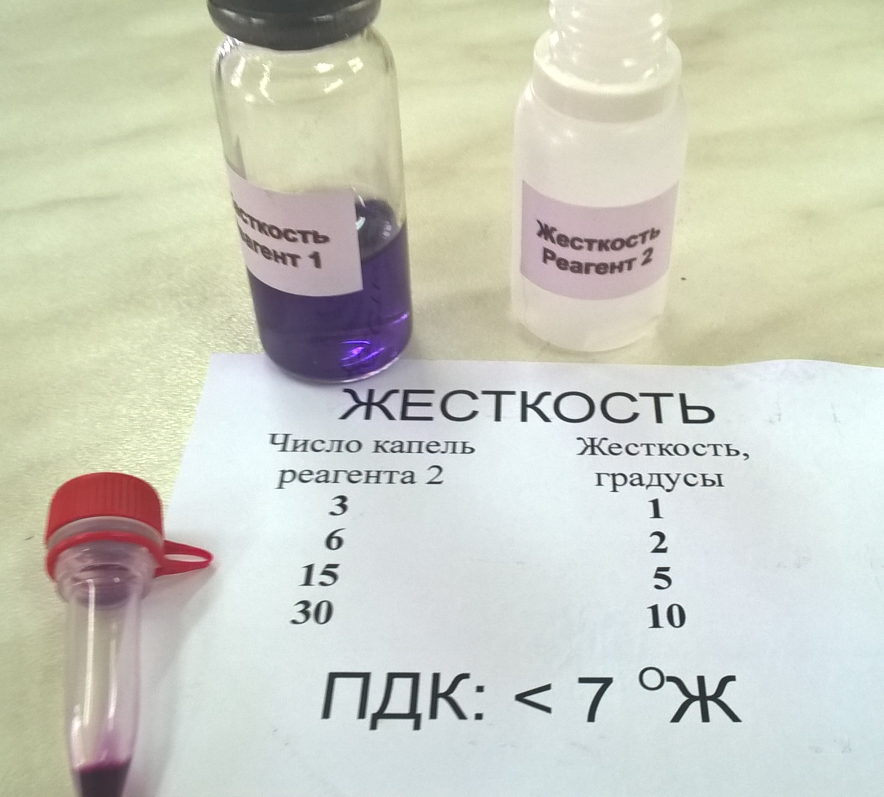 Жесткость
Реагент 1
Жесткость
Реагент 2
ЖЕСТКОСТЬ
Число капель Жесткость,
реагента 2 градусы
3 1
6 2
15 5
30 10
ПДК: < 7 °Ж